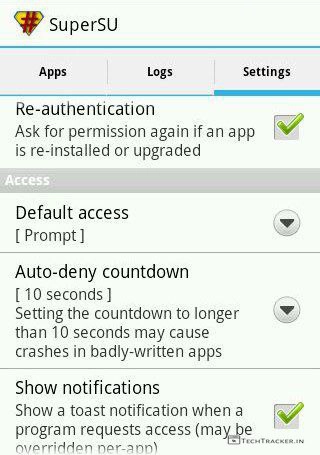 SuperSU
Apps
Logs
Settings
Re-authentication
Ask for permission again if an app
is re-installed or upgraded
Access
Default access
[ Prompt ]
Auto-deny countdown
[ 10 seconds ]
Setting the countdown to longer
than 10 seconds may cause
crashes in badly-written apps
Show notifications
Show a toast notification when a
program requests access (may be
overridden per-app)
TechTracker.in